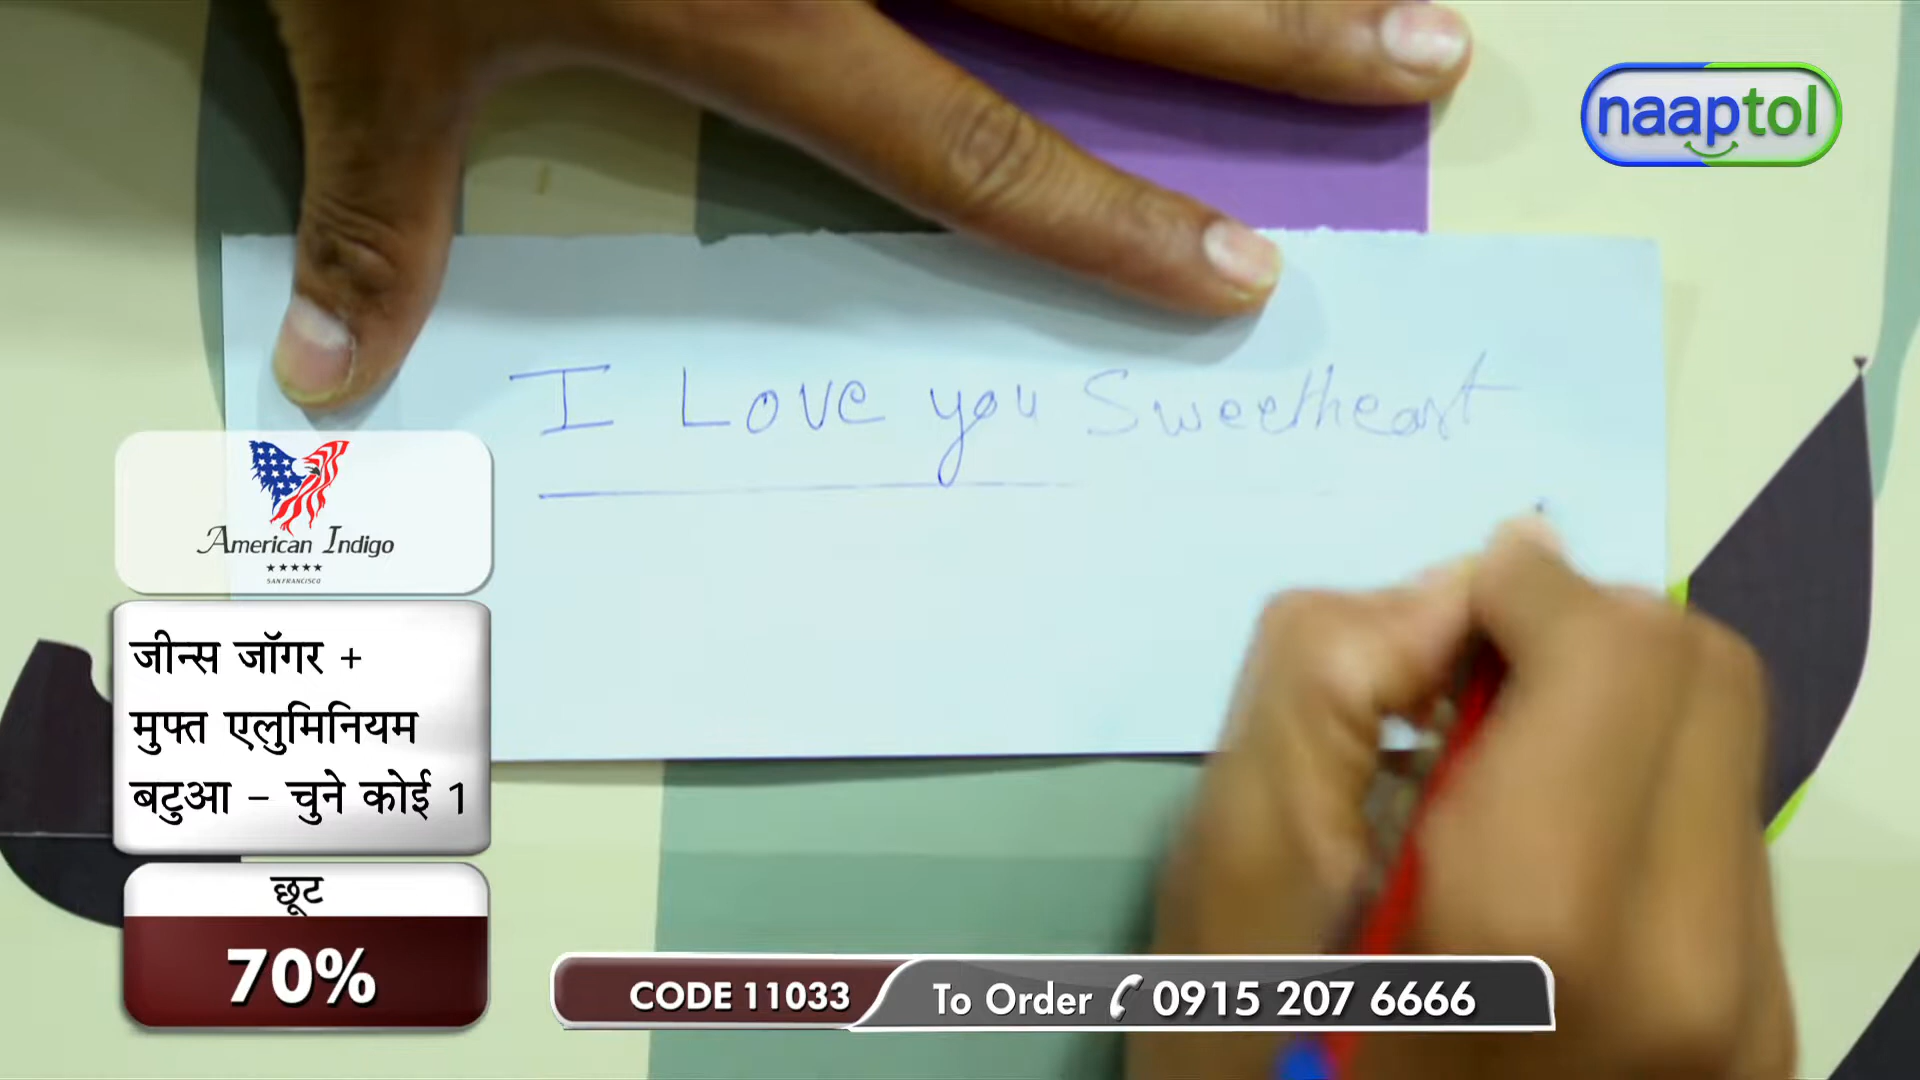 naaptol
I Love you Sweetheart
American Indigo
SAN FRANCISCO
जीन्स जॉगर +
मुफ्त एलुमिनियम
बटुआ - चुने कोई 1
छूट
70%
CODE 11033 To Order 0915 207 6666